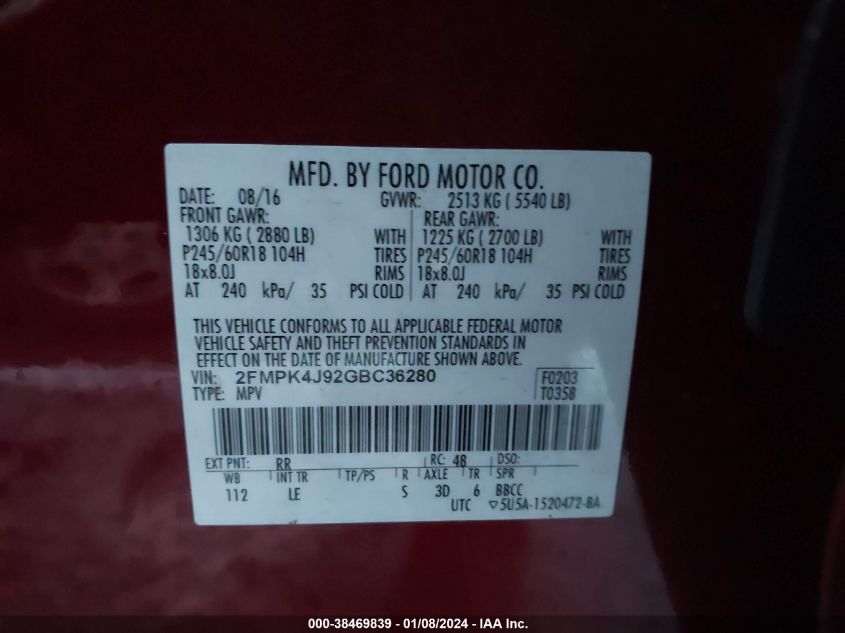 MFD. BY FORD MOTOR CO.
DATE: 08/16 GVWR: 2513 KG ( 5540 LB)
FRONT GAWR: REAR GAWR:
1306 KG ( 2880 LB) WITH 1225 KG ( 2700 LB) WITH
P245/60R18 104H TIRES P245/60R18 104H TIRES
18x8.0J RIMS 18x8.0J RIMS
AT 240 kPa/ 35 PSI COLD AT 240 kPa/ 35 PSI COLD
THIS VEHICLE CONFORMS TO ALL APPLICABLE FEDERAL MOTOR
VEHICLE SAFETY AND THEFT PREVENTION STANDARDS IN
EFFECT ON THE DATE OF MANUFACTURE SHOWN ABOVE.
VIN: 2FMPK4J92GBC36280 F0203
TYPE: MPV T0358
EXT PNT: RR RC: 48 DSO:
WB INT TR TP/PS R AXLE TR SPR
112 LE S 3D 6 BBCC
UTC ▽5U5A-1520472-BA
000-38469839 - 01/08/2024 - IAA Inc.